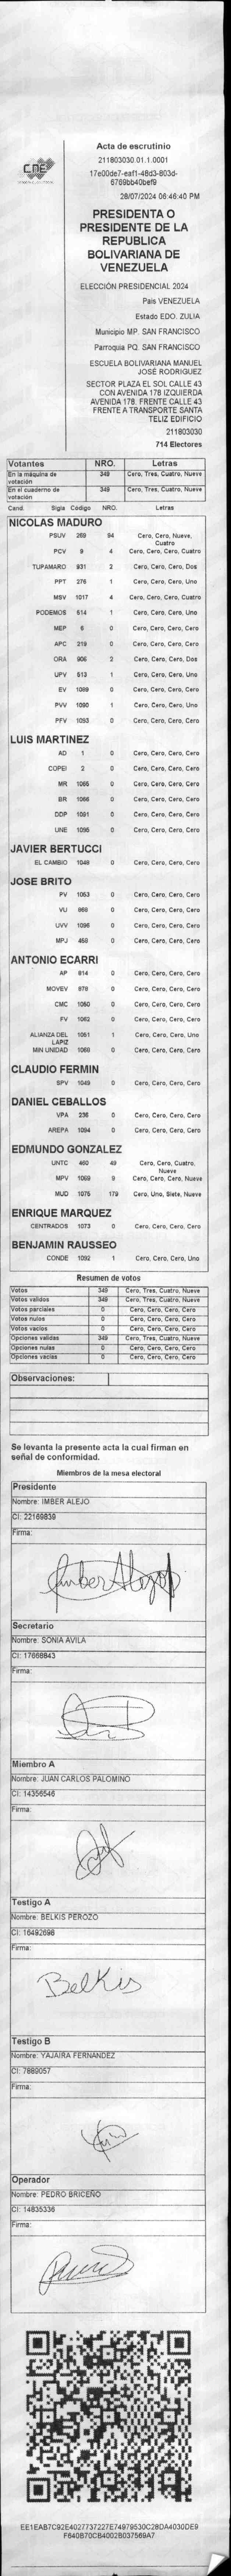 CNE
Acta de escrutinio
211803030.01.1.0001
17e00de7-eaf1-48d3-803d-
6769bb40bef9
28/07/2024 06:46:40 PM
PRESIDENTA O
PRESIDENTE DE LA
REPUBLICA
BOLIVARIANA DE
VENEZUELA
ELECCIÓN PRESIDENCIAL 2024
Pais VENEZUELA
Estado EDO. ZULIA
Municipio MP. SAN FRANCISCO
Parroquia PQ. SAN FRANCISCO
ESCUELA BOLIVARIANA MANUEL
JOSÉ RODRIGUEZ
SECTOR PLAZA EL SOL CALLE 43
CON AVENIDA 178 IZQUIERDA
AVENIDA 178. FRENTE CALLE 43
FRENTE A TRANSPORTE SANTA
TELIZ EDIFICIO
211803030
714 Electores
Votantes NRO. Letras
En la máquina de votación 349 Cero, Tres, Cuatro, Nueve
En el cuaderno de votación 349 Cero, Tres, Cuatro, Nueve
Cand. Sigla Código NRO. Letras
NICOLAS MADURO
PSUV 269 94 Cero, Cero, Nueve, Cuatro
PCV 9 4 Cero, Cero, Cero, Cuatro
TUPAMARO 931 2 Cero, Cero, Cero, Dos
PPT 276 1 Cero, Cero, Cero, Uno
MSV 1017 4 Cero, Cero, Cero, Cuatro
PODEMOS 514 1 Cero, Cero, Cero, Uno
MEP 6 0 Cero, Cero, Cero, Cero
APC 219 0 Cero, Cero, Cero, Cero
ORA 906 2 Cero, Cero, Cero, Dos
UPV 513 1 Cero, Cero, Cero, Uno
EV 1089 0 Cero, Cero, Cero, Cero
PVV 1090 1 Cero, Cero, Cero, Uno
PFV 1093 0 Cero, Cero, Cero, Cero
LUIS MARTINEZ
AD 1 0 Cero, Cero, Cero, Cero
COPEI 2 0 Cero, Cero, Cero, Cero
MR 1065 0 Cero, Cero, Cero, Cero
BR 1066 0 Cero, Cero, Cero, Cero
DDP 1091 0 Cero, Cero, Cero, Cero
UNE 1095 0 Cero, Cero, Cero, Cero
JAVIER BERTUCCI
EL CAMBIO 1048 0 Cero, Cero, Cero, Cero
JOSE BRITO
PV 1053 0 Cero, Cero, Cero, Cero
VU 969 0 Cero, Cero, Cero, Cero
UVV 1096 0 Cero, Cero, Cero, Cero
MPJ 459 0 Cero, Cero, Cero, Cero
ANTONIO ECARRI
AP 814 0 Cero, Cero, Cero, Cero
MOVEV 979 0 Cero, Cero, Cero, Cero
CMC 1050 0 Cero, Cero, Cero, Cero
FV 1062 0 Cero, Cero, Cero, Cero
ALIANZA DEL LAPIZ 1051 1 Cero, Cero, Cero, Uno
MIN UNIDAD 1059 0 Cero, Cero, Cero, Cero
CLAUDIO FERMIN
SPV 1049 0 Cero, Cero, Cero, Cero
DANIEL CEBALLOS
VPA 236 0 Cero, Cero, Cero, Cero
AREPA 1094 0 Cero, Cero, Cero, Cero
EDMUNDO GONZALEZ
UNTC 460 49 Cero, Cero, Cuatro, Nueve
MPV 1069 9 Cero, Cero, Cero, Nueve
MUD 1075 179 Cero, Uno, Siete, Nueve
ENRIQUE MARQUEZ
CENTRADOS 1073 0 Cero, Cero, Cero, Cero
BENJAMIN RAUSSEO
CONDE 1092 1 Cero, Cero, Cero, Uno
Resumen de votos
Votos 349 Cero, Tres, Cuatro, Nueve
Votos validos 349 Cero, Tres, Cuatro, Nueve
Votos parciales 0 Cero, Cero, Cero, Cero
Votos nulos 0 Cero, Cero, Cero, Cero
Votos vacios 0 Cero, Cero, Cero, Cero
Opciones validas 349 Cero, Tres, Cuatro, Nueve
Opciones nulas 0 Cero, Cero, Cero, Cero
Opciones vacias 0 Cero, Cero, Cero, Cero
Observaciones:
Se levanta la presente acta la cual firman en
señal de conformidad.
Miembros de la mesa electoral
Presidente
Nombre: IMBER ALEJO
CI: 22169839
Firma:
Imber Alejo
Secretario
Nombre: SONIA AVILA
CI: 17668843
Firma:
Miembro A
Nombre: JUAN CARLOS PALOMINO
CI: 14356546
Firma:
Testigo A
Nombre: BELKIS PEROZO
CI: 16492698
Firma:
Belkis
Testigo B
Nombre: YAJAIRA FERNANDEZ
CI: 7889057
Firma:
Operador
Nombre: PEDRO BRICEÑO
CI: 14835336
Firma:
EE1EAB7C92E4027737227E74979530C28DA4030DE9
F640B70CB4002B037569A7